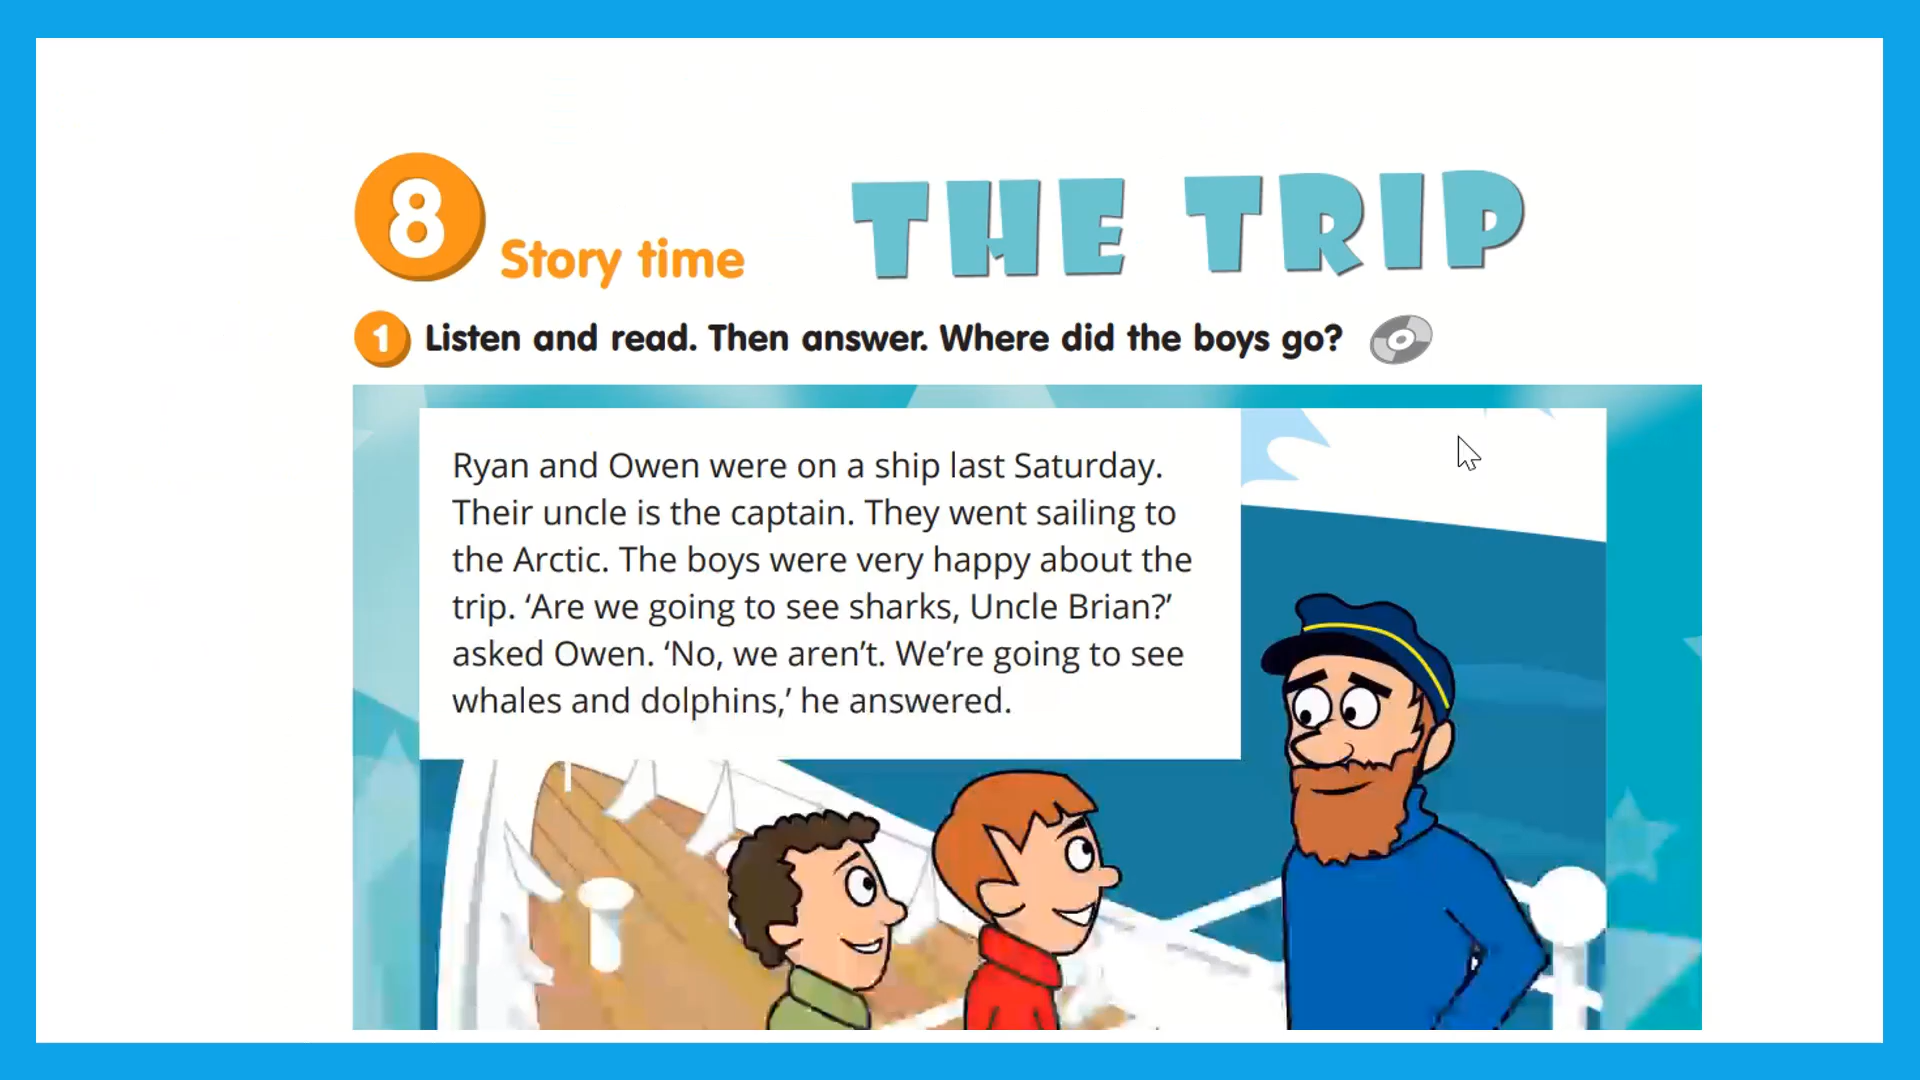 8 Story time THE TRIP
1 Listen and read. Then answer. Where did the boys go?
Ryan and Owen were on a ship last Saturday.
Their uncle is the captain. They went sailing to
the Arctic. The boys were very happy about the
trip. ‘Are we going to see sharks, Uncle Brian?’
asked Owen. ‘No, we aren’t. We’re going to see
whales and dolphins,’ he answered.